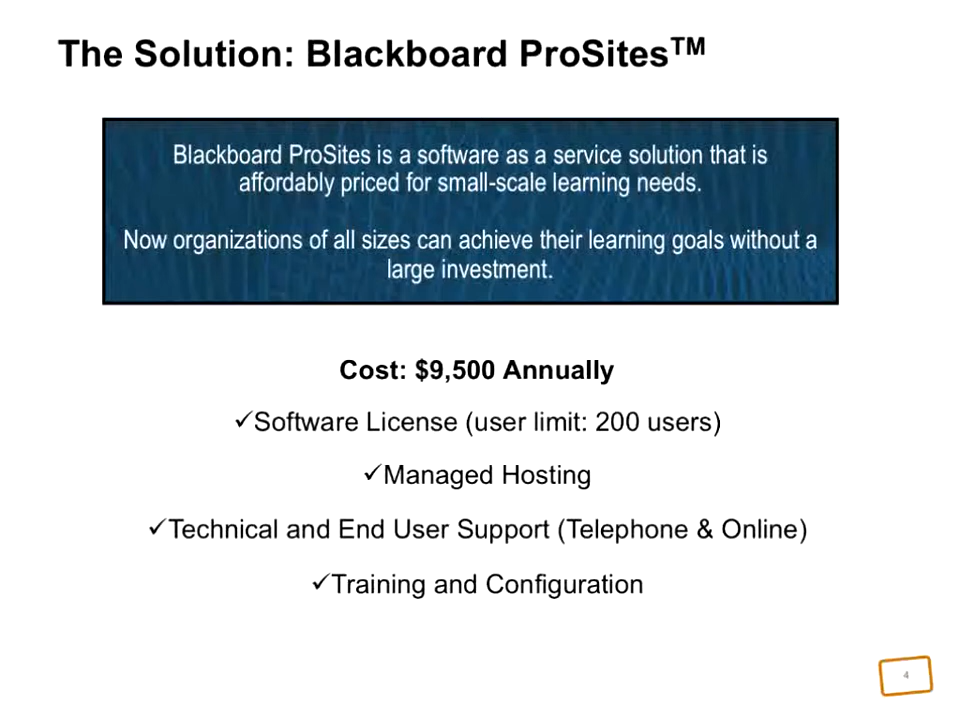 The Solution: Blackboard ProSites™
Blackboard ProSites is a software as a service solution that is
affordably priced for small-scale learning needs.
Now organizations of all sizes can achieve their learning goals without a
large investment.
Cost: $9,500 Annually
✓Software License (user limit: 200 users)
✓Managed Hosting
✓Technical and End User Support (Telephone & Online)
✓Training and Configuration
4